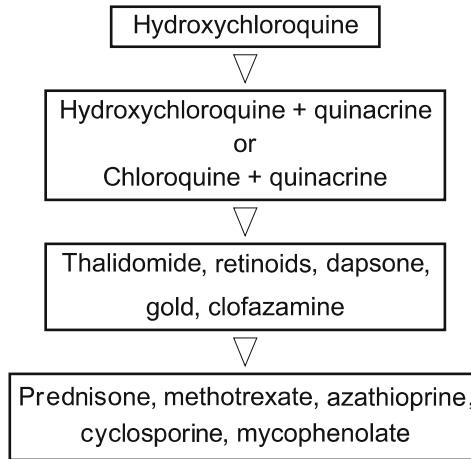 Hydroxychloroquine
Hydroxychloroquine + quinacrine
or
Chloroquine + quinacrine
Thalidomide, retinoids, dapsone,
gold, clofazamine
Prednisone, methotrexate, azathioprine,
cyclosporine, mycophenolate